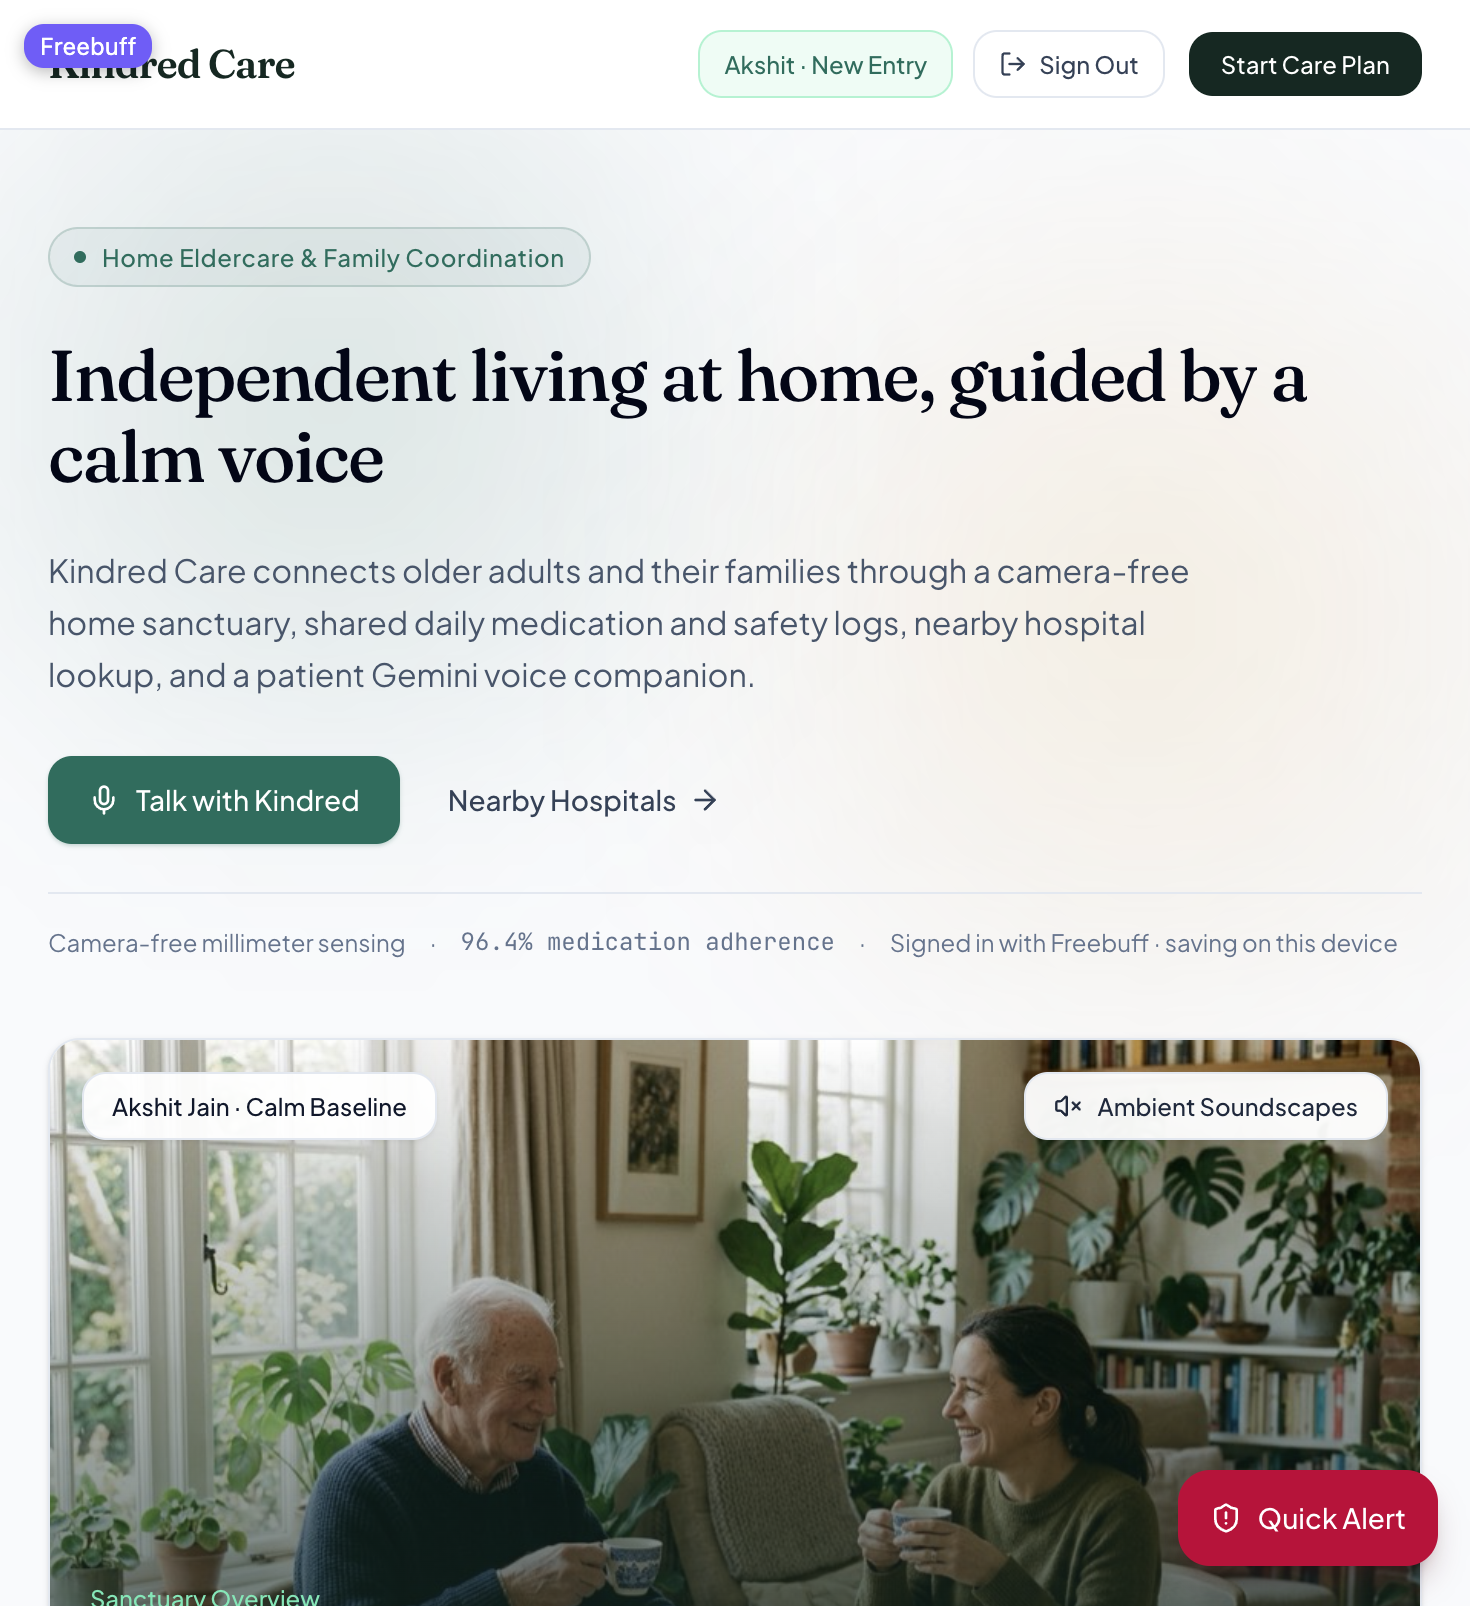 Freebuff
Kindred Care
Akshit · New Entry
Sign Out
Start Care Plan
Home Eldercare & Family Coordination
Independent living at home, guided by a
calm voice
Kindred Care connects older adults and their families through a camera-free
home sanctuary, shared daily medication and safety logs, nearby hospital
lookup, and a patient Gemini voice companion.
Talk with Kindred
Nearby Hospitals
Camera-free millimeter sensing · 96.4% medication adherence · Signed in with Freebuff · saving on this device
Akshit Jain · Calm Baseline
Ambient Soundscapes
Quick Alert
Sanctuary Overview